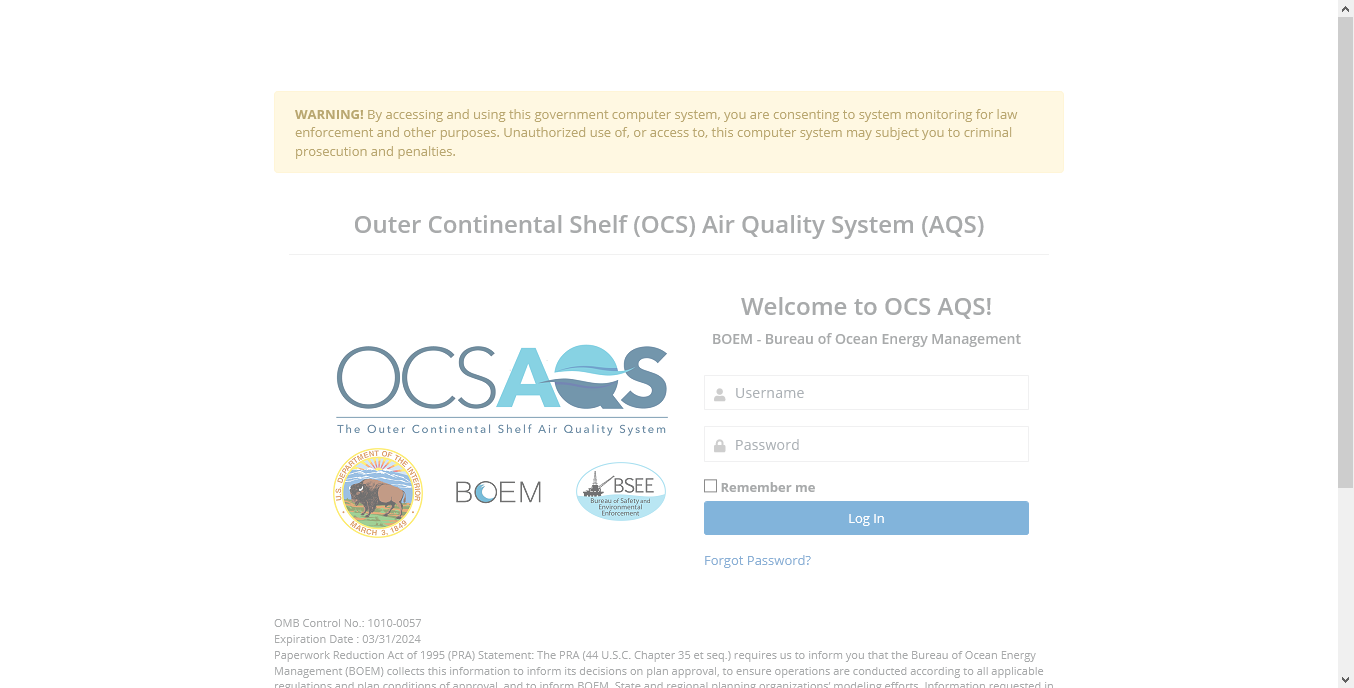 WARNING! By accessing and using this government computer system, you are consenting to system monitoring for law
enforcement and other purposes. Unauthorized use of, or access to, this computer system may subject you to criminal
prosecution and penalties.
Outer Continental Shelf (OCS) Air Quality System (AQS)
OCSAQS
The Outer Continental Shelf Air Quality System
U.S. DEPARTMENT OF THE INTERIOR
MARCH 3, 1849
BOEM
BSEE
Bureau of Safety and
Environmental
Enforcement
Welcome to OCS AQS!
BOEM - Bureau of Ocean Energy Management
Username
Password
Remember me
Log In
Forgot Password?
OMB Control No.: 1010-0057
Expiration Date : 03/31/2024
Paperwork Reduction Act of 1995 (PRA) Statement: The PRA (44 U.S.C. Chapter 35 et seq.) requires us to inform you that the Bureau of Ocean Energy
Management (BOEM) collects this information to inform its decisions on plan approval, to ensure operations are conducted according to all applicable
regulations and plan conditions of approval, and to inform BOEM, State and regional planning organizations' modeling efforts. Information requested in